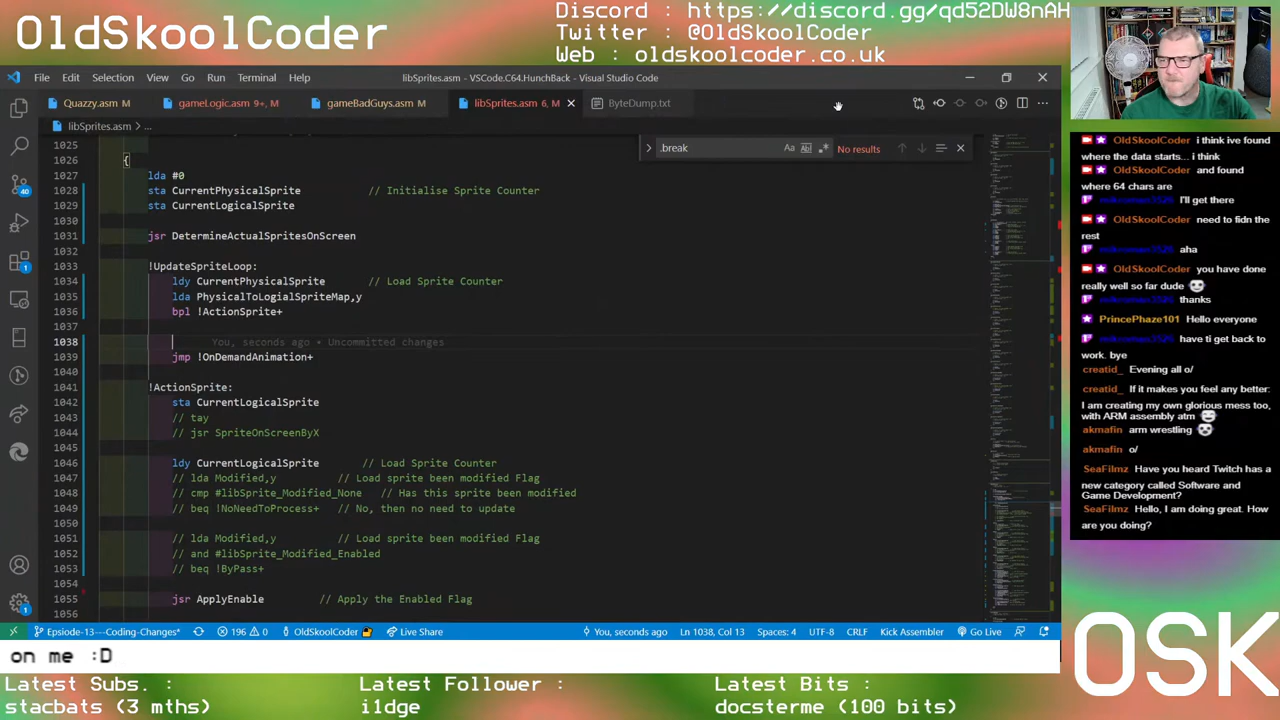 OldSkoolCoder
Discord : https://discord.gg/qd52DW8nAH
Twitter : @OldSkoolCoder
Web : oldskoolcoder.co.uk
File Edit Selection View Go Run Terminal Help
libSprites.asm - VSCode.C64.HunchBack - Visual Studio Code
Quazzy.asm M
gameLogic.asm 9+, M
gameBadGuys.asm M
libSprites.asm 6, M
ByteDump.txt
libSprites.asm > ...
.break
No results
1025
1026 {
1027 lda #0
1028 sta CurrentPhysicalSprite // Initialise Sprite Counter
1029 sta CurrentLogicalSprite
1030
1031
1032
1033 !UpdateSpriteLoop:
1034 ldy CurrentPhysicalSprite // Load Sprite Counter
1035 lda PhysicalToLogialSpriteMap,y
1036 bpl !ActionSprite+
1037
1038 You, seconds ago • Uncommitted changes
1039 jmp !OnDemandAnimation+
1040
1041 !ActionSprite:
1042 sta CurrentLogicalSprite
1043 // tay
1044 // jsr SpriteOnScreenRyX
1045
1046 ldy CurrentLogicalSprite // Load Sprite Counter
1047 // lda Modified,y // Load sprite been modified Flag
1048 // cmp #libSprite_Modified_None // Has this sprite been modified
1049 // beq !NoNeedToProcess+ // No, then no need to update
1050
1051 // lda Modified,y // Load sprite been modified Flag
1052 // and #libSprite_Modified_Enabled
1053 // beq !ByPass+
1054
1055 jsr ApplyEnable // Apply the Enabled Flag
1056
Epsiode-13---Coding-Changes*
196 0
OldSkoolCoder
Live Share
You, seconds ago
Ln 1038, Col 13
Spaces: 4
UTF-8
CRLF
Kick Assembler
Go Live
40
1
1
on me :D
Latest Subs. :
stacbats (3 mths)
Latest Follower :
i1dge
Latest Bits :
docsterme (100 bits)
OldSkoolCoder i think ive found
where the data starts... i think
OldSkoolCoder and found
where 64 chars are
I'll get there
OldSkoolCoder need to fidn the
rest
aha
OldSkoolCoder you have done
really well so far dude
thanks
PrincePhaze101 Hello everyone
have ti get back to
work. bye
creatid_ Evening all o/
creatid_ If it makes you feel any better.
I am creating my own glorious mess too,
with ARM assembly atm
akmafin arm wrestling
akmafin o/
SeaFilmz Have you heard Twitch has a
new category called Software and
Game Development?
SeaFilmz Hello, I am doing great. How
are you doing?
OSK